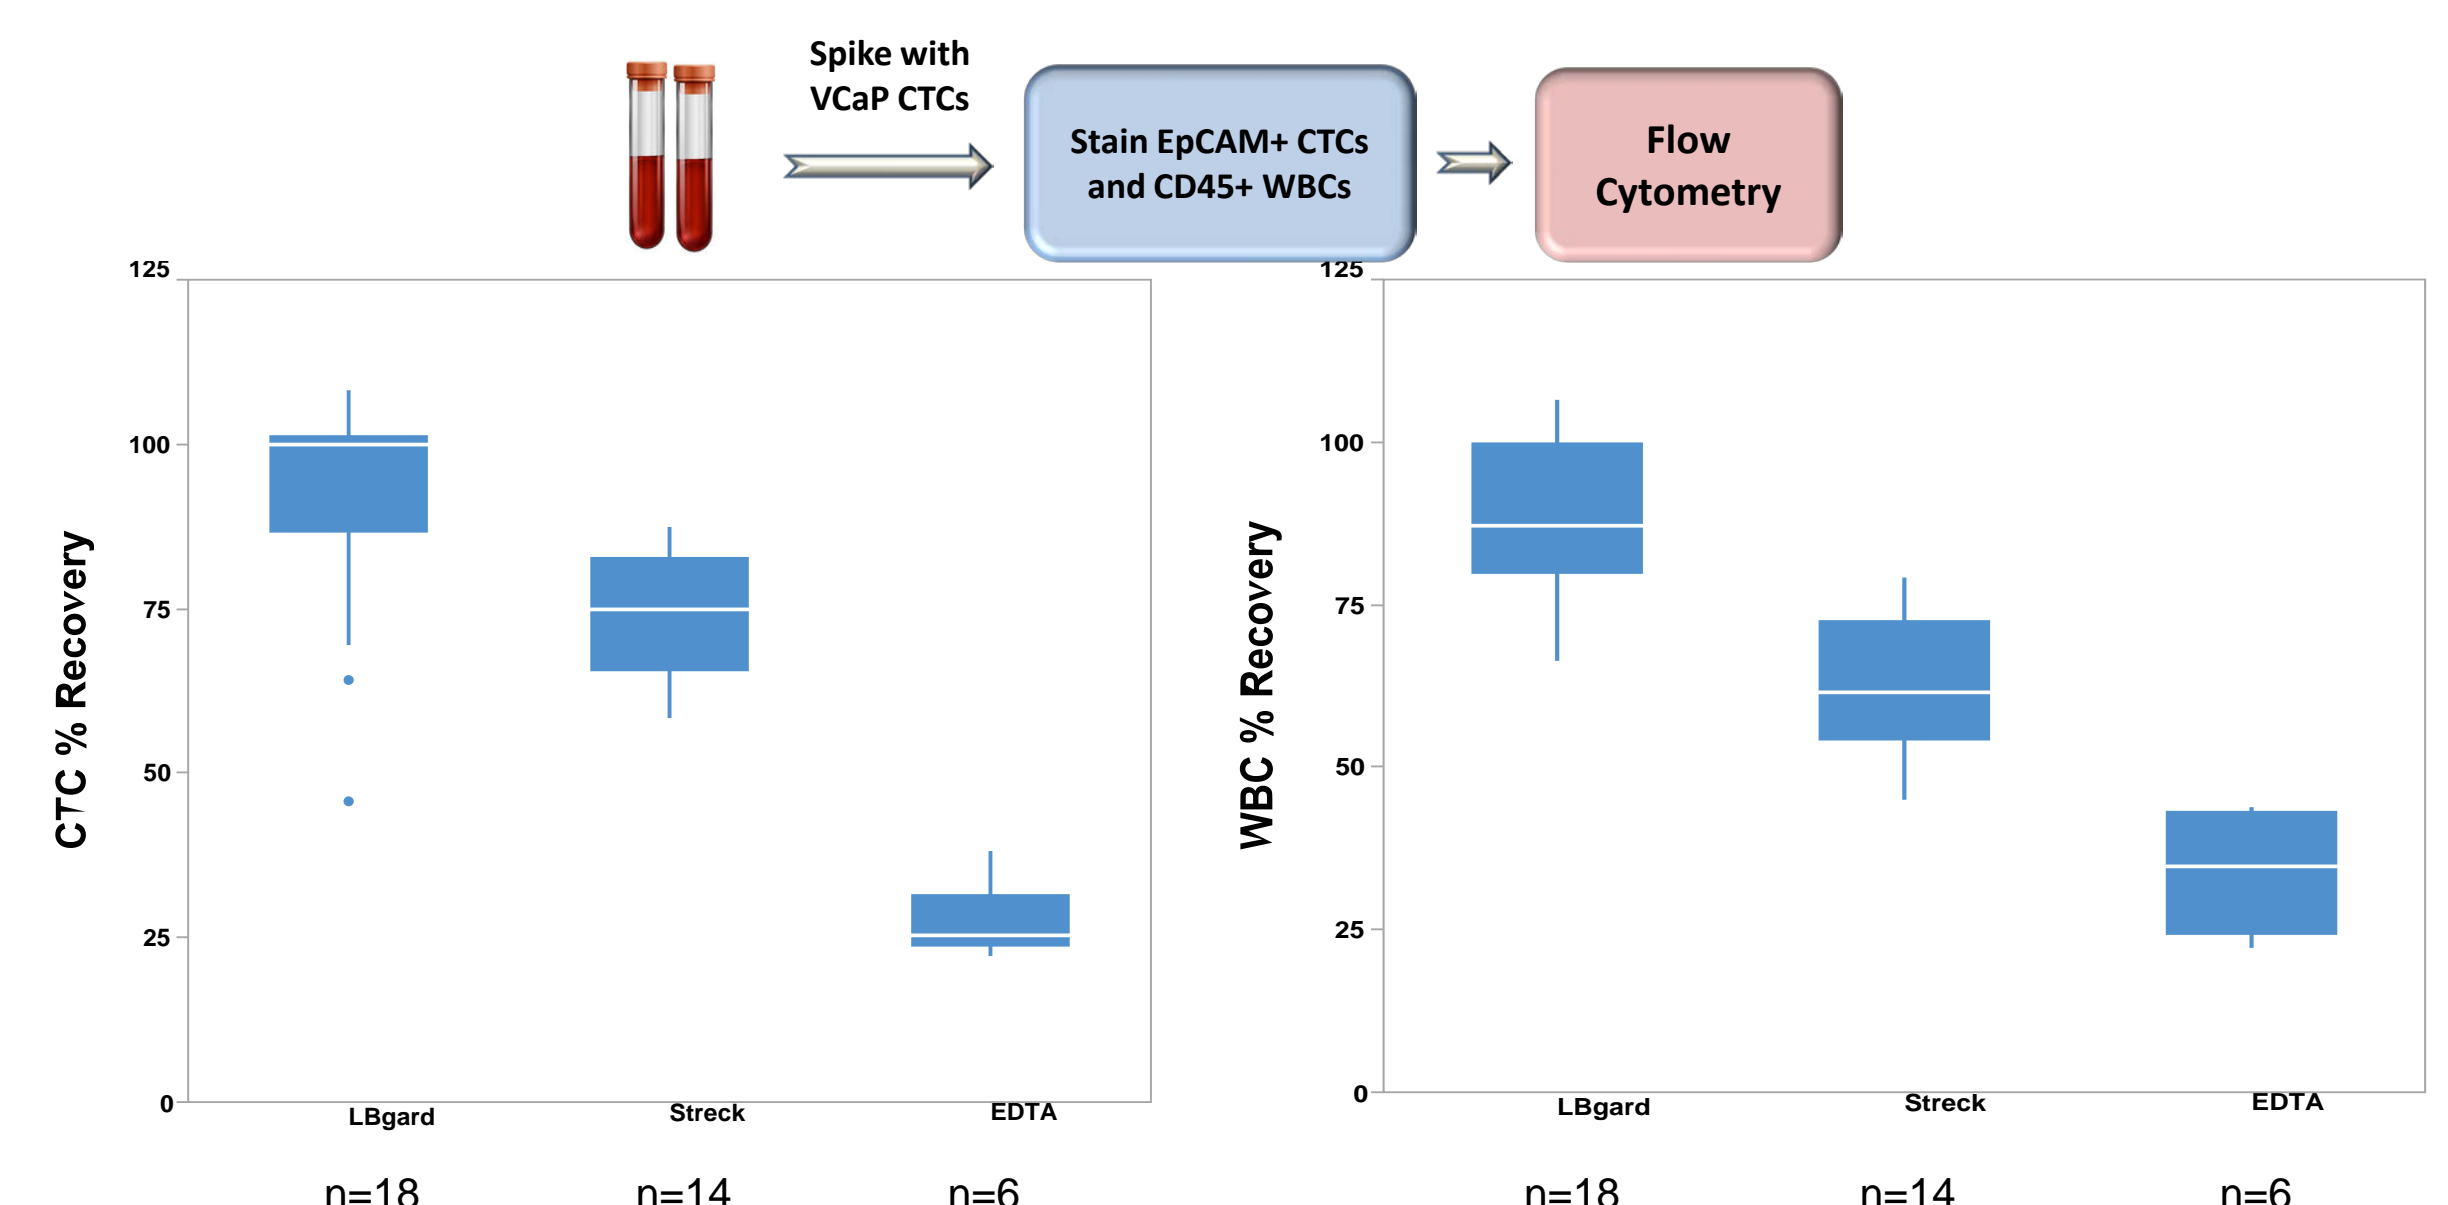 Spike with
VCaP CTCs
Stain EpCAM+ CTCs
and CD45+ WBCs
Flow
Cytometry
CTC % Recovery
125
100
75
50
25
0
LBgard
Streck
EDTA
n=18
n=14
n=6
WBC % Recovery
125
100
75
50
25
0
LBgard
Streck
EDTA
n=18
n=14
n=6